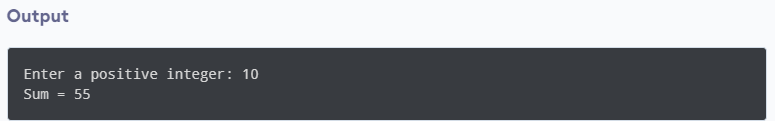 Output
Enter a positive integer: 10
Sum = 55